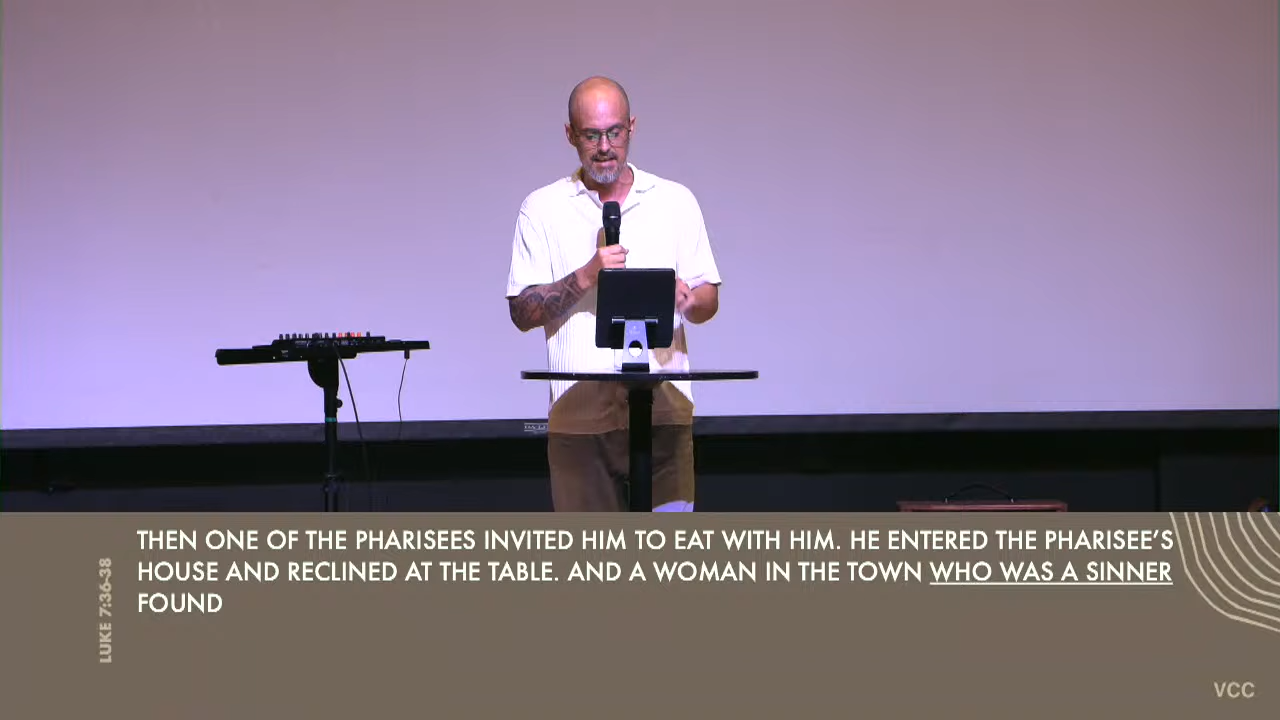 THEN ONE OF THE PHARISEES INVITED HIM TO EAT WITH HIM. HE ENTERED THE PHARISEE’S
HOUSE AND RECLINED AT THE TABLE. AND A WOMAN IN THE TOWN WHO WAS A SINNER
FOUND
LUKE 7:36-38
VCC